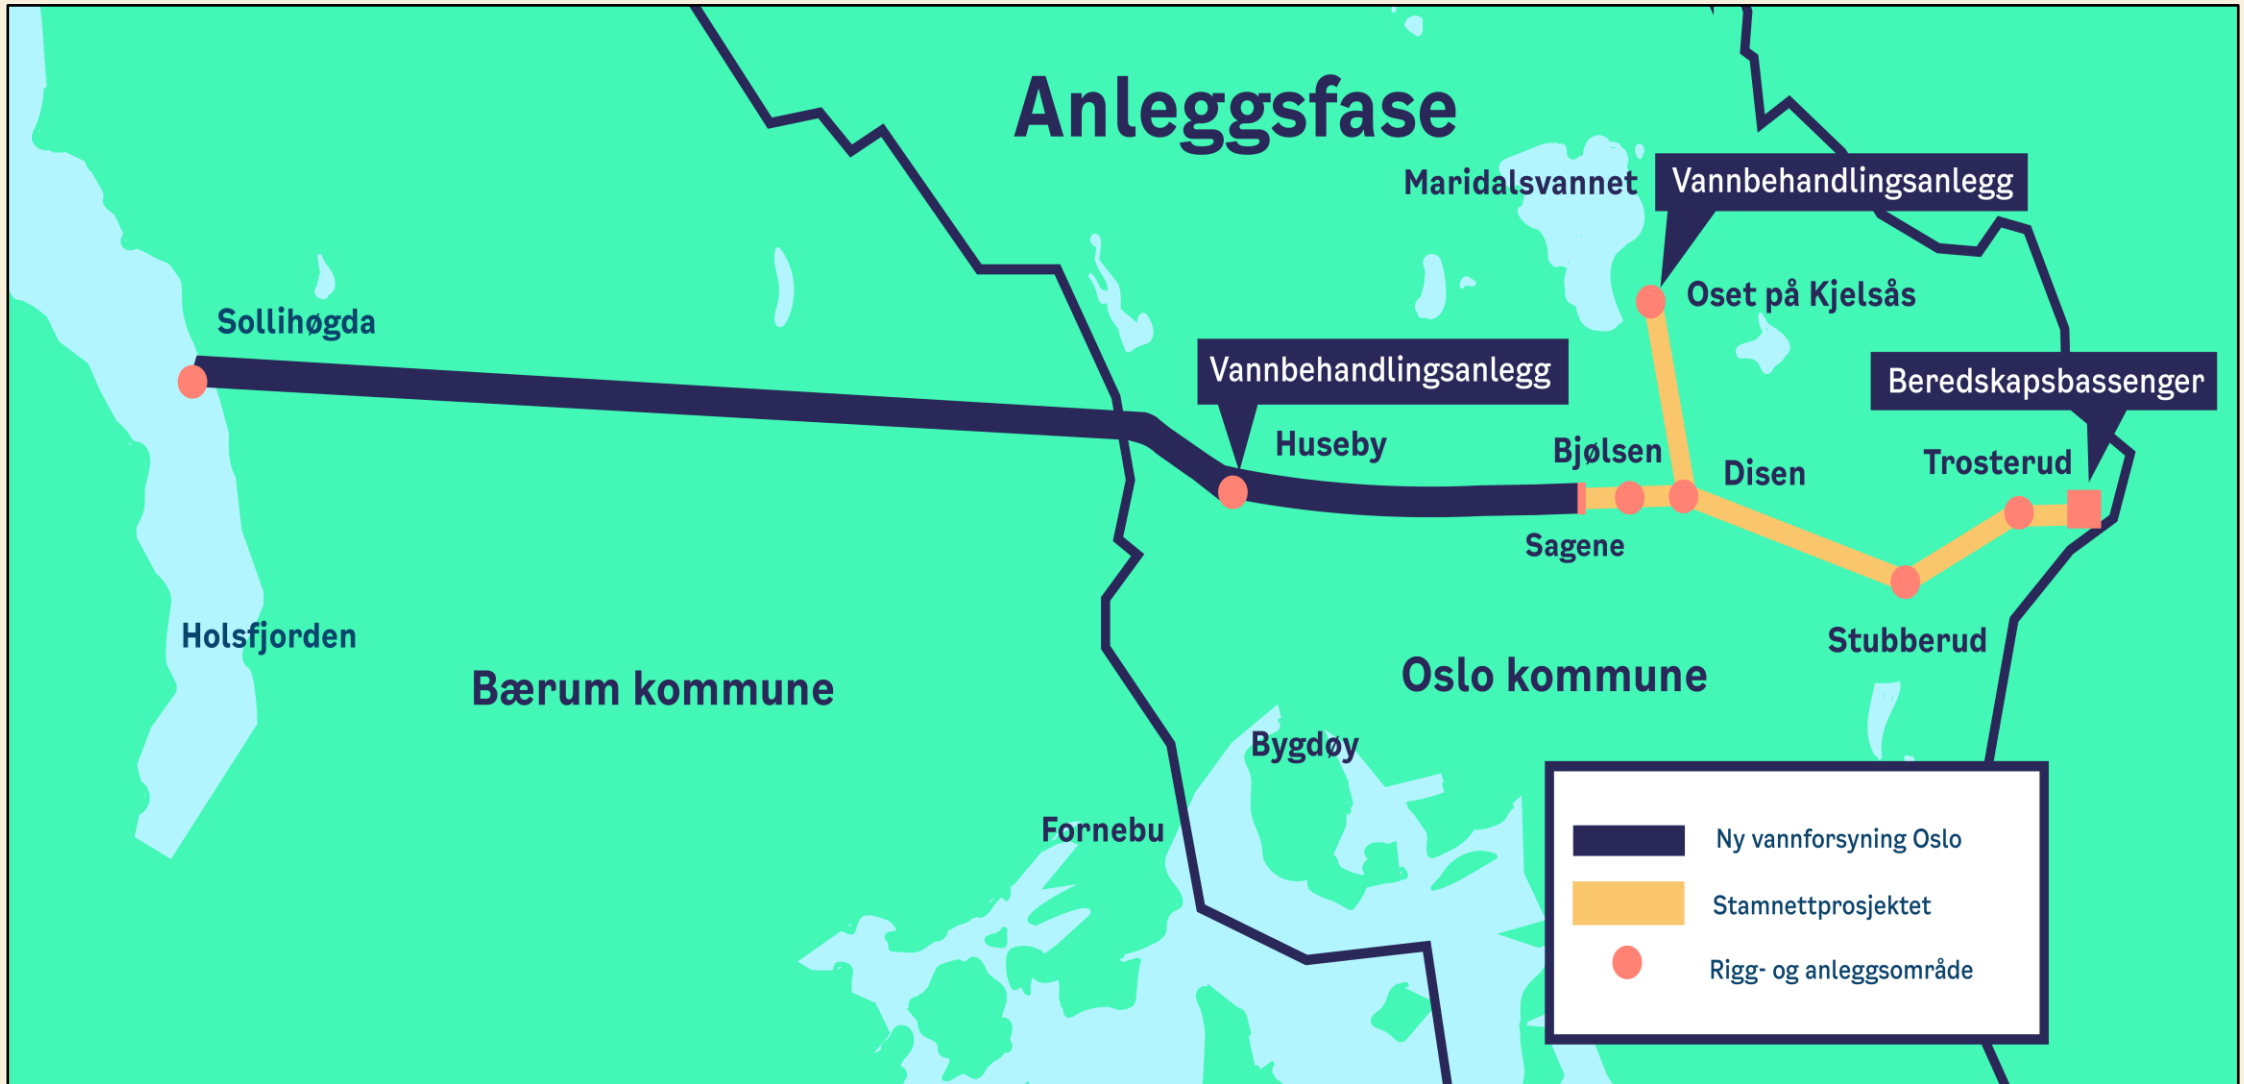 Anleggsfase
Maridalsvannet
Vannbehandlingsanlegg
Oset på Kjelsås
Sollihøgda
Vannbehandlingsanlegg
Beredskapsbassenger
Huseby
Bjølsen
Disen
Trosterud
Sagene
Holsfjorden
Stubberud
Bærum kommune
Oslo kommune
Bygdøy
Fornebu
Ny vannforsyning Oslo
Stamnettprosjektet
Rigg- og anleggsområde